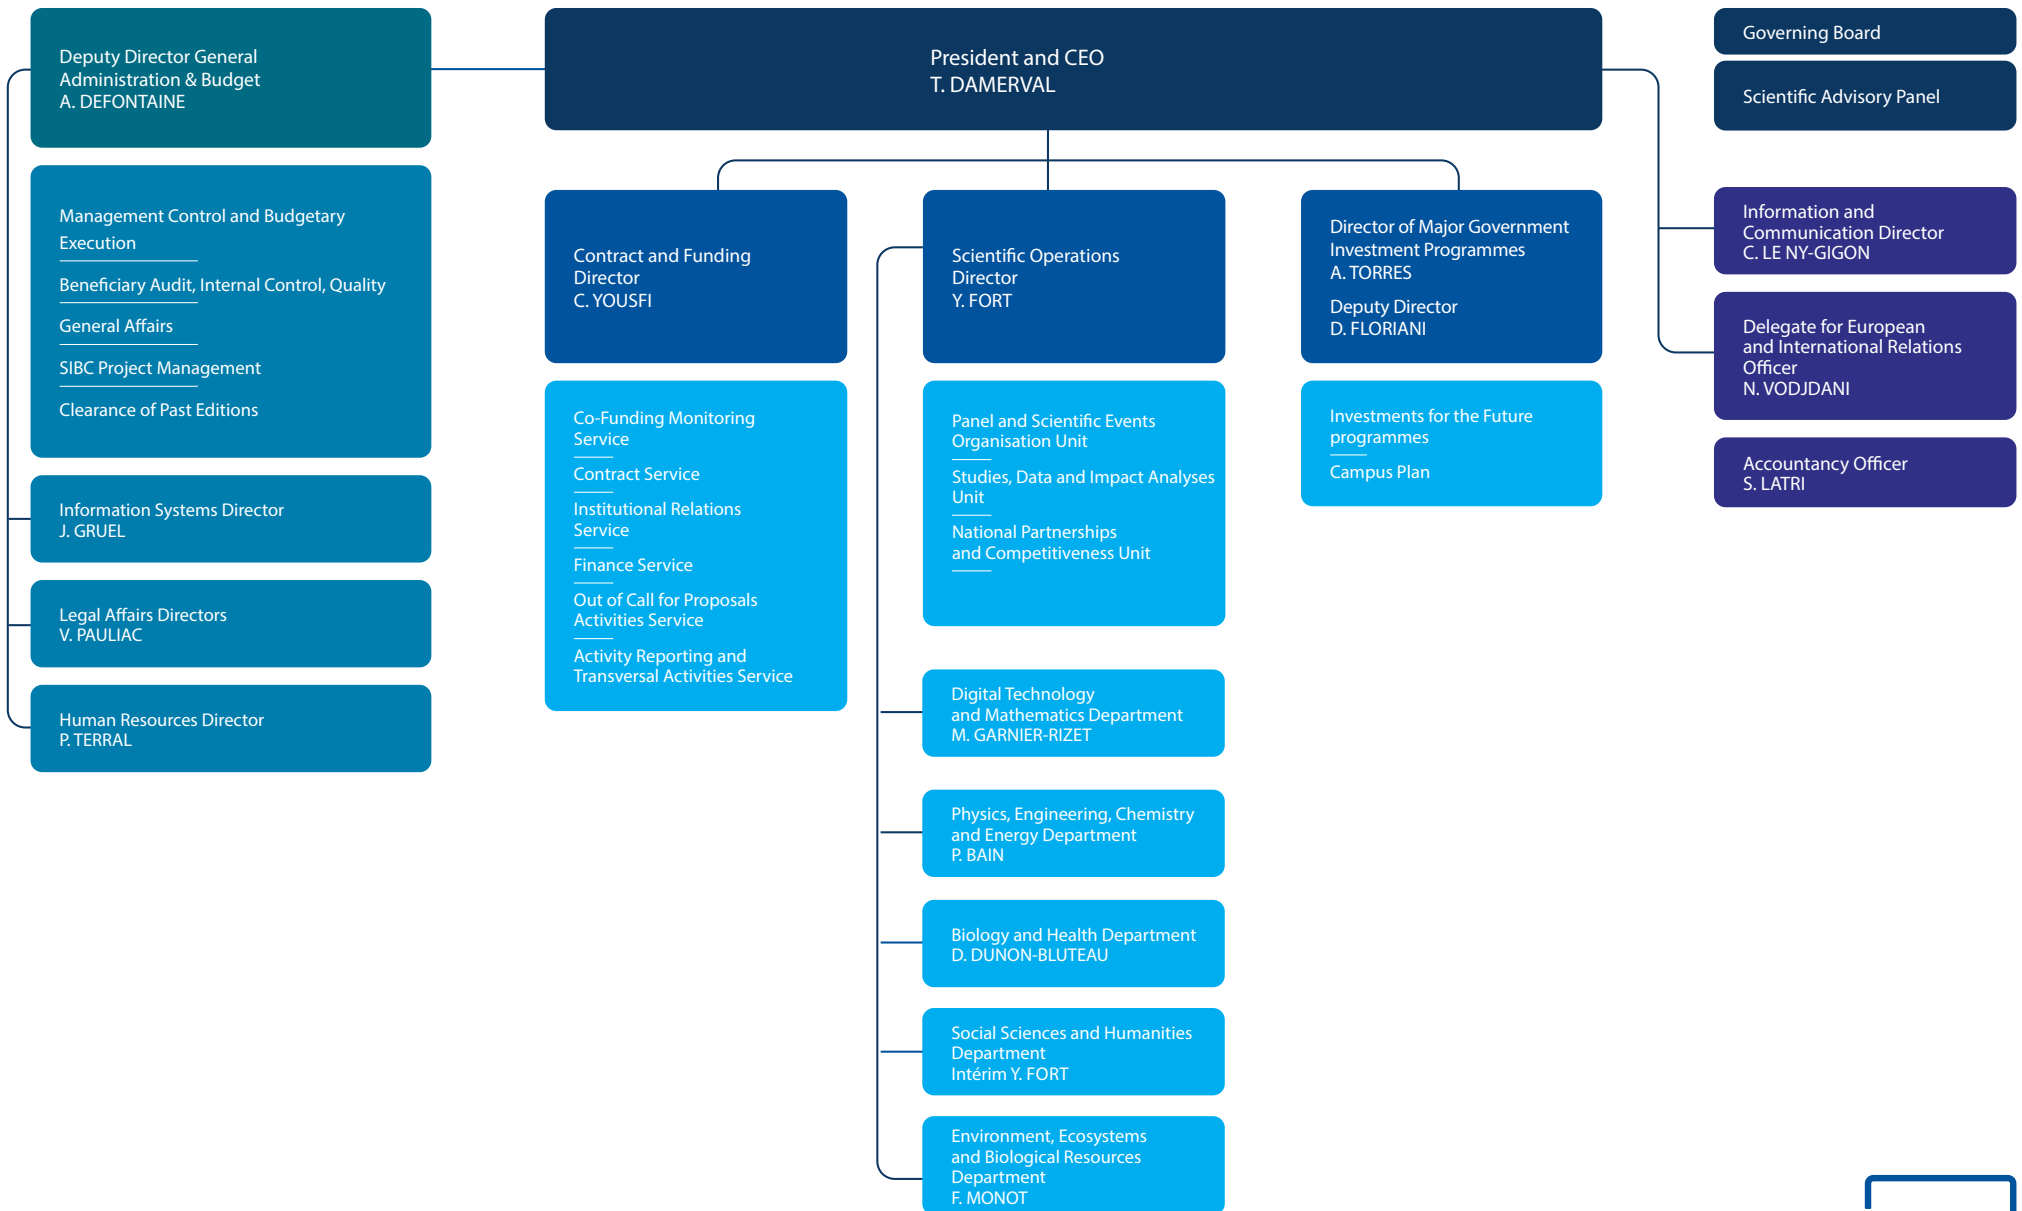 Deputy Director General
Administration & Budget
A. DEFONTAINE
Management Control and Budgetary
Execution
Beneficiary Audit, Internal Control, Quality
General Affairs
SIBC Project Management
Clearance of Past Editions
Information Systems Director
J. GRUEL
Legal Affairs Directors
V. PAULIAC
Human Resources Director
P. TERRAL
President and CEO
T. DAMERVAL
Contract and Funding
Director
C. YOUSFI
Co-Funding Monitoring
Service
Contract Service
Institutional Relations
Service
Finance Service
Out of Call for Proposals
Activities Service
Activity Reporting and
Transversal Activities Service
Scientific Operations
Director
Y. FORT
Panel and Scientific Events
Organisation Unit
Studies, Data and Impact Analyses
Unit
National Partnerships
and Competitiveness Unit
Digital Technology
and Mathematics Department
M. GARNIER-RIZET
Physics, Engineering, Chemistry
and Energy Department
P. BAIN
Biology and Health Department
D. DUNON-BLUTEAU
Social Sciences and Humanities
Department
Intérim Y. FORT
Environment, Ecosystems
and Biological Resources
Department
F. MONOT
Director of Major Government
Investment Programmes
A. TORRES
Deputy Director
D. FLORIANI
Investments for the Future
programmes
Campus Plan
Governing Board
Scientific Advisory Panel
Information and
Communication Director
C. LE NY-GIGON
Delegate for European
and International Relations
Officer
N. VODJDANI
Accountancy Officer
S. LATRI